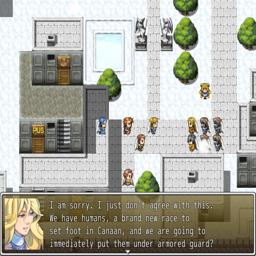 PUB
I am sorry. I just don't agree with this.
We have humans, a brand new race to
set foot in Canaan, and we are going to
immediately put them under armored guard?